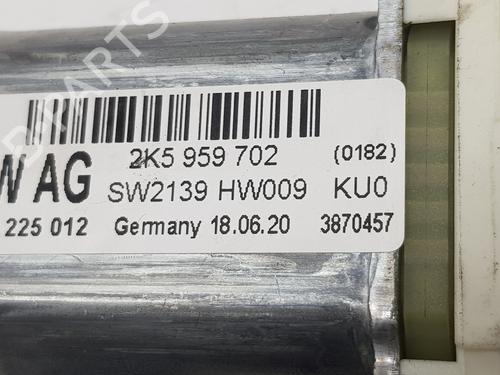 W AG 2K5 959 702 (0182)
SW2139 HW009 KU0
225 012 Germany 18.06.20 3870457